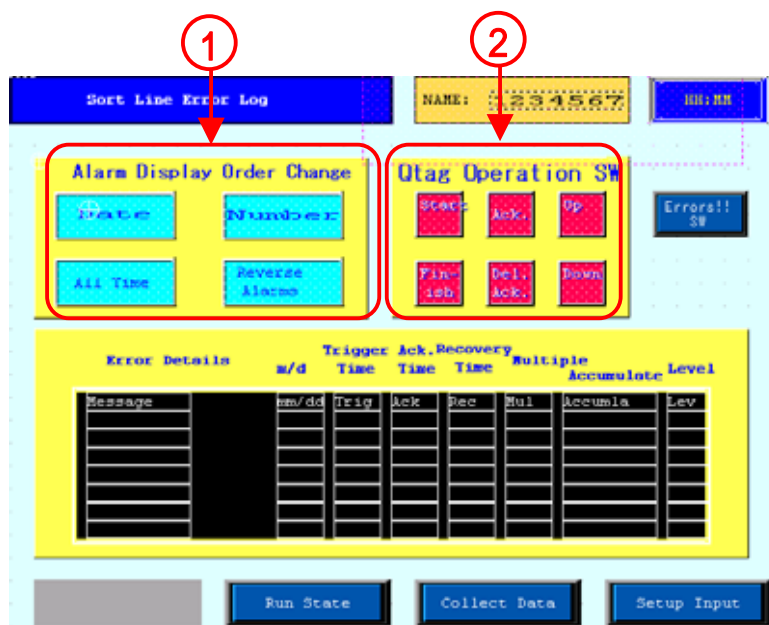 1
2
Sort Line Error Log
NAME: 1234567
HH:MM
Alarm Display Order Change
Qtag Operation SW
Date
Number
All Time
Reverse
Alarms
Start
Ack.
Up
Fin-
ish
Del.
Ack.
Down
Errors!!
SW
Error Details
m/d
Trigger
Time
Ack.
Time
Recovery
Time
Multiple
Accumulate
Level
Message
mm/dd
Trig
Ack
Rec
Mul
Accumla
Lev
Run State
Collect Data
Setup Input